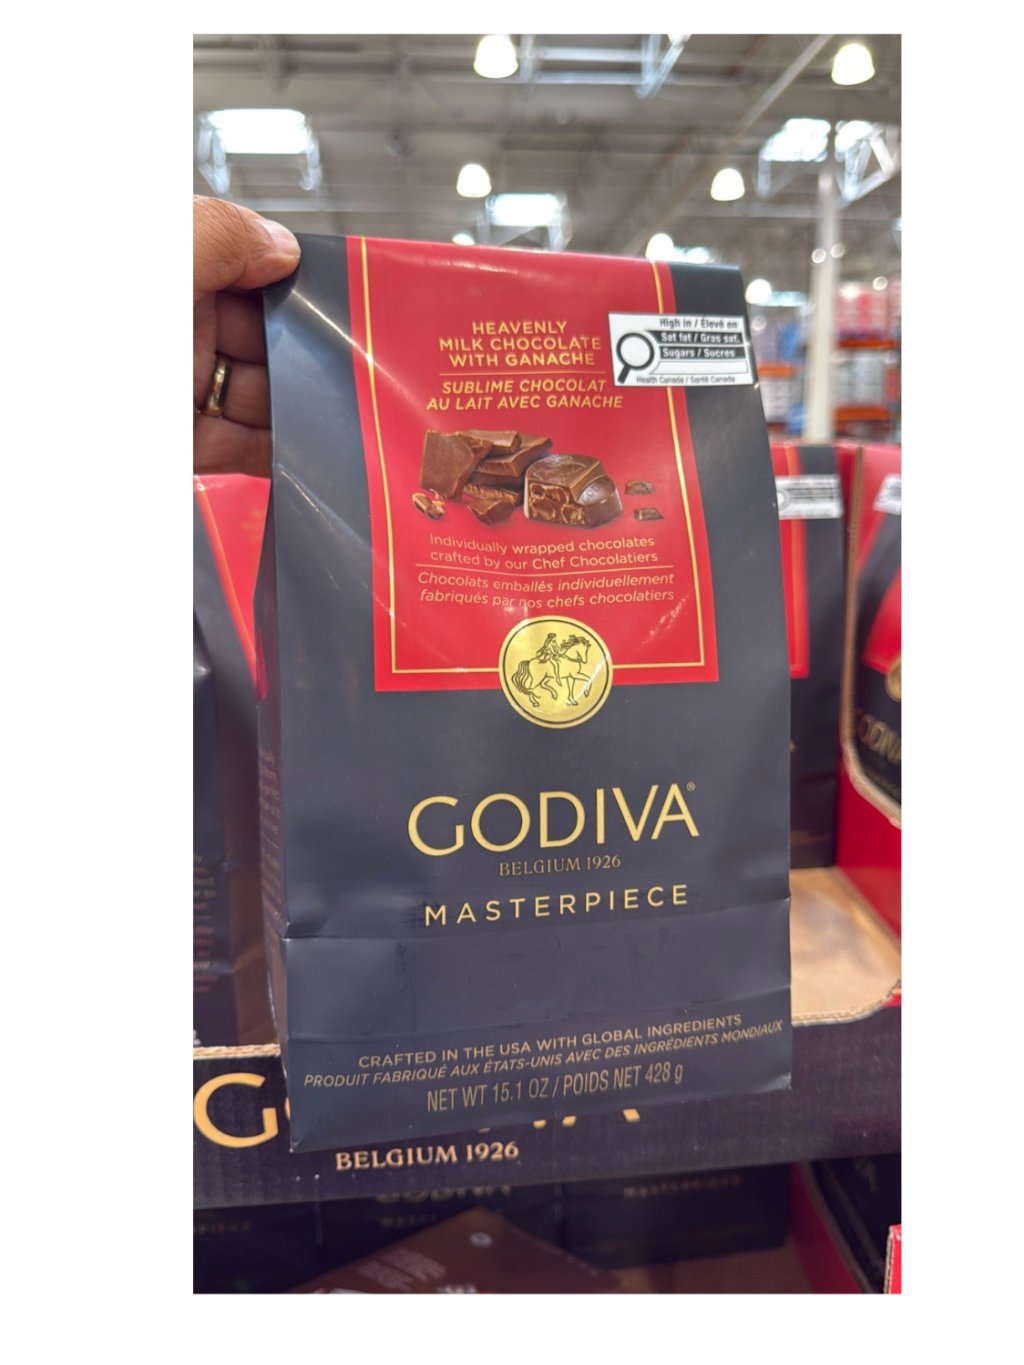 HEAVENLY
MILK CHOCOLATE
WITH GANACHE
SUBLIME CHOCOLAT
AU LAIT AVEC GANACHE
High in / Élevé en
Sat fat / Gras sat.
Sugars / Sucres
Health Canada / Santé Canada
Individually wrapped chocolates
crafted by our Chef Chocolatiers
Chocolats emballés individuellement
fabriqués par nos chefs chocolatiers
GODIVA®
BELGIUM 1926
MASTERPIECE
CRAFTED IN THE USA WITH GLOBAL INGREDIENTS
PRODUIT FABRIQUÉ AUX ÉTATS-UNIS AVEC DES INGRÉDIENTS MONDIAUX
NET WT 15.1 OZ / POIDS NET 428 g
BELGIUM 1926